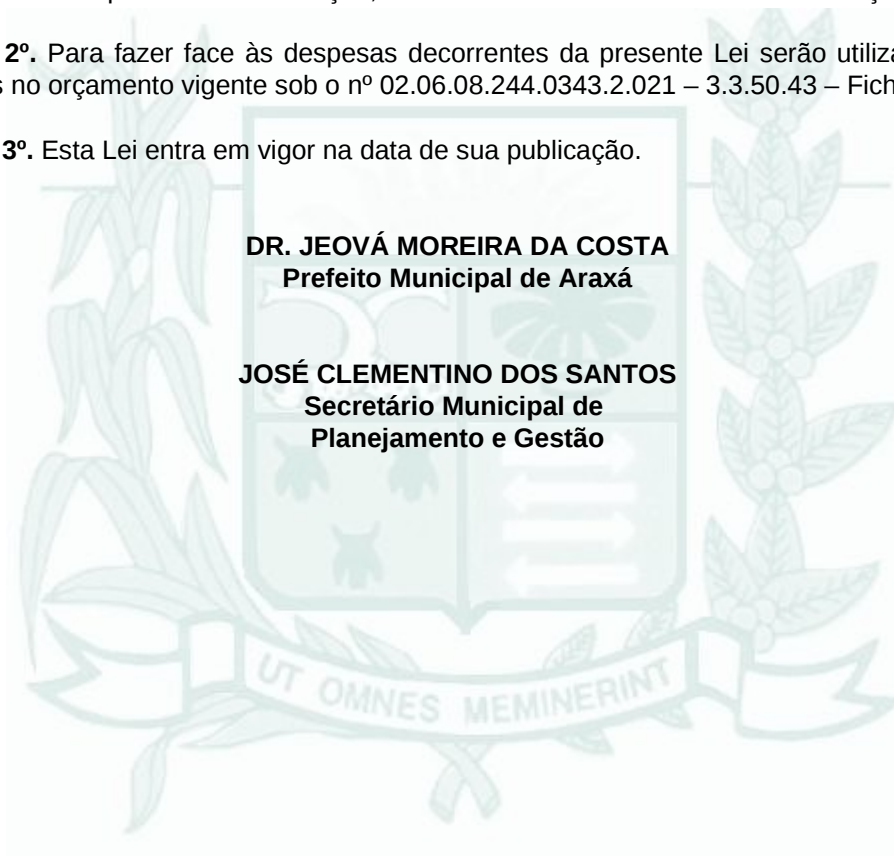 2º. Para fazer face às despesas decorrentes da presente Lei serão
no orçamento vigente sob o nº 02.06.08.244.0343.2.021 – 3.3.50.43 –
3º. Esta Lei entra em vigor na data de sua publicação.
DR. JEOVÁ MOREIRA DA COSTA
Prefeito Municipal de Araxá
JOSÉ CLEMENTINO DOS SANTOS
Secretário Municipal de
Planejamento e Gestão
UT OMNES MEMINERINT